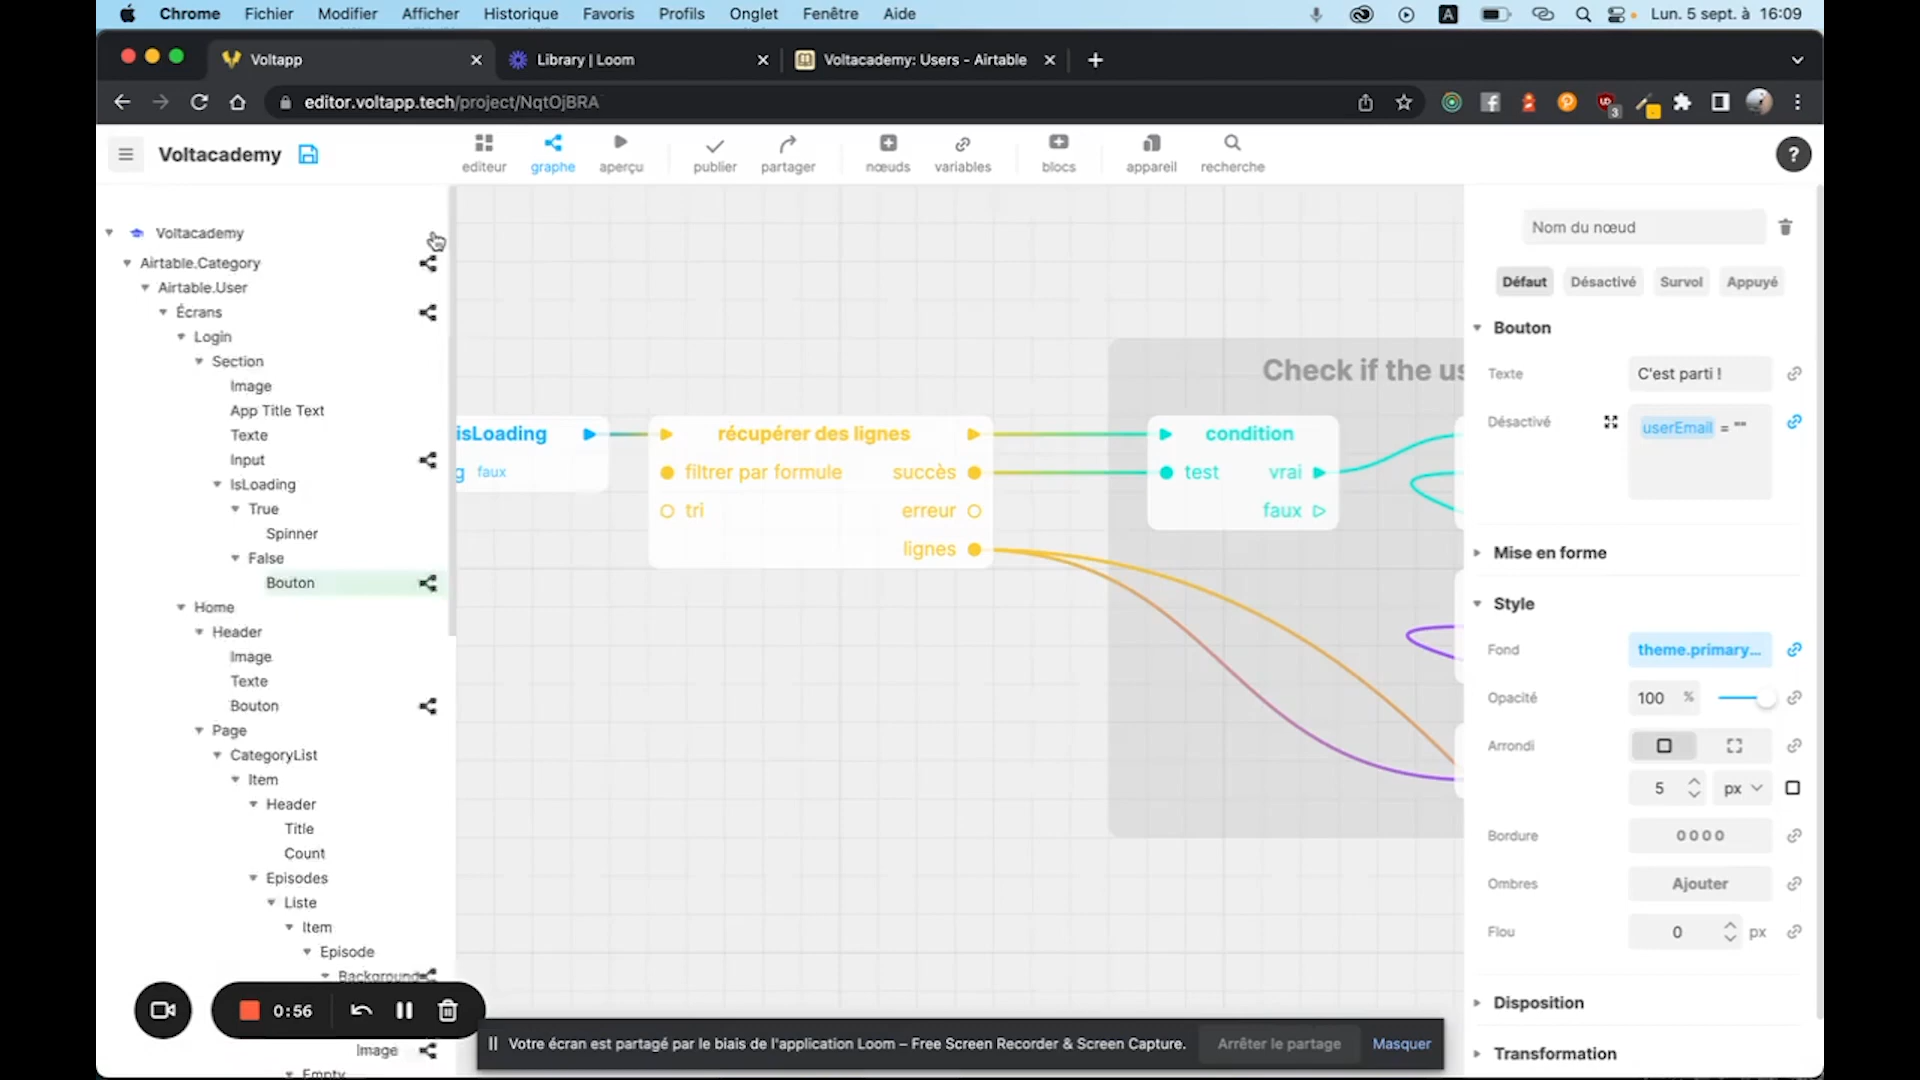 Chrome Fichier Modifier Afficher Historique Favoris Profils Onglet Fenêtre Aide A Lun. 5 sept. à 16:09
Voltapp Library | Loom Voltacademy: Users - Airtable
editor.voltapp.tech/project/NqtOjBRA 3
Voltacademy editeur graphe aperçu publier partager nœuds variables blocs appareil recherche ?
Voltacademy
Airtable.Category
Airtable.User
Écrans
Login
Section
Image
App Title Text
Texte
Input
IsLoading
True
Spinner
False
Bouton
Home
Header
Image
Texte
Bouton
Page
CategoryList
Item
Header
Title
Count
Episodes
Liste
Item
Episode
Background
Image
Empty
0:56
isLoading
g faux
récupérer des lignes
filtrer par formule succès
tri erreur
lignes
Check if the us
condition
test vrai
faux
Nom du nœud
Défaut Désactivé Survol Appuyé
Bouton
Texte C'est parti !
Désactivé userEmail = ""
Mise en forme
Style
Fond theme.primary...
Opacité 100 %
Arrondi
5 px
Bordure 0 0 0 0
Ombres Ajouter
Flou 0 px
Disposition
Transformation
Votre écran est partagé par le biais de l'application Loom – Free Screen Recorder & Screen Capture. Arrêter le partage Masquer